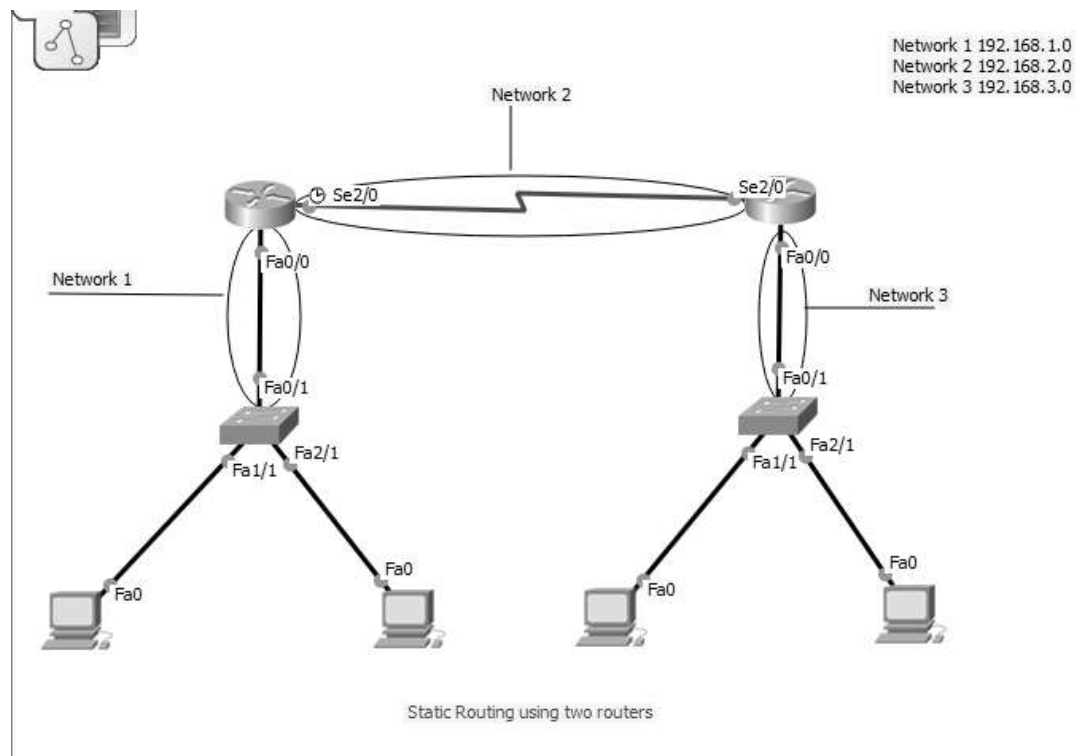 Network 1 192.168.1.0
Network 2 192.168.2.0
Network 3 192.168.3.0
Network 2
Se2/0
Se2/0
Fa0/0
Fa0/0
Network 1
Network 3
Fa0/1
Fa0/1
Fa1/1
Fa2/1
Fa1/1
Fa2/1
Fa0
Fa0
Fa0
Fa0
Static Routing using two routers